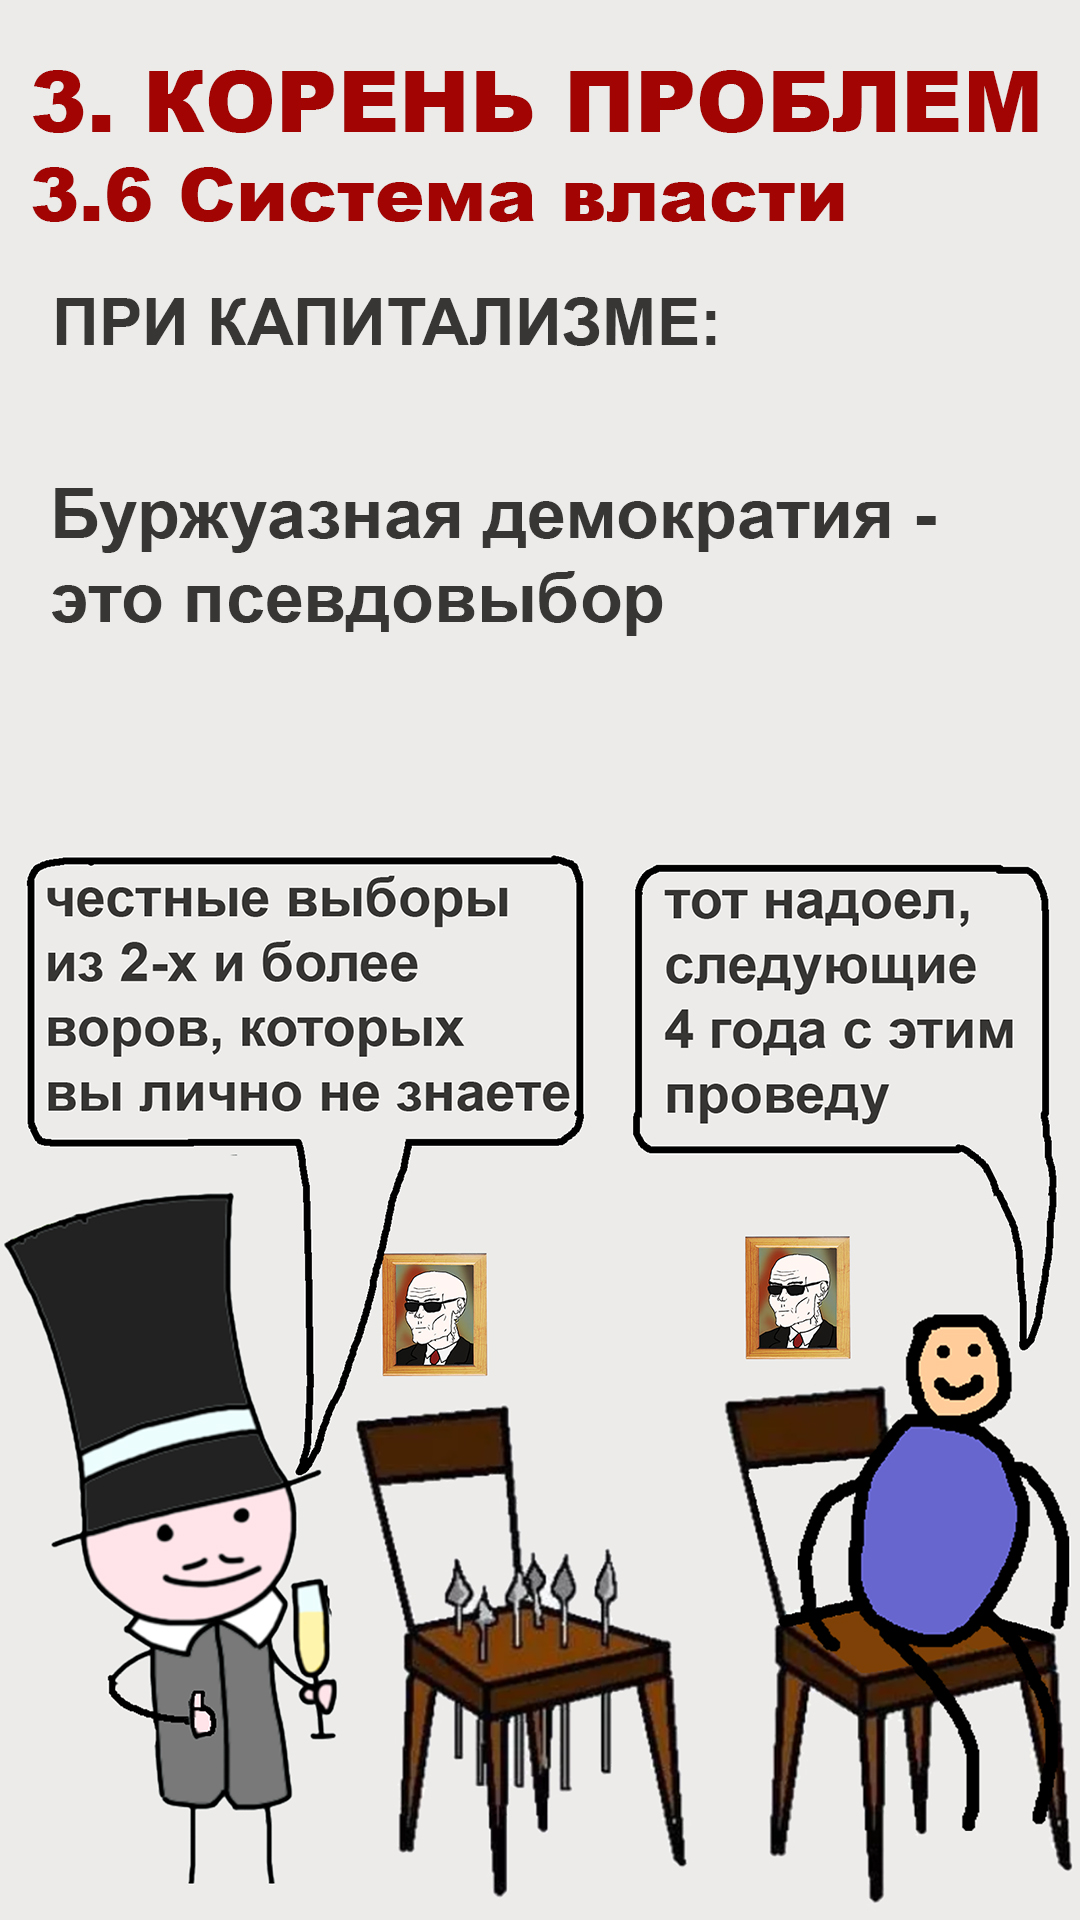 3. КОРЕНЬ ПРОБЛЕМ
3.6 Система власти
ПРИ КАПИТАЛИЗМЕ:
Буржуазная демократия -
это псевдовыбор
честные выборы
из 2-х и более
воров, которых
вы лично не знаете
тот надоел,
следующие
4 года с этим
проведу